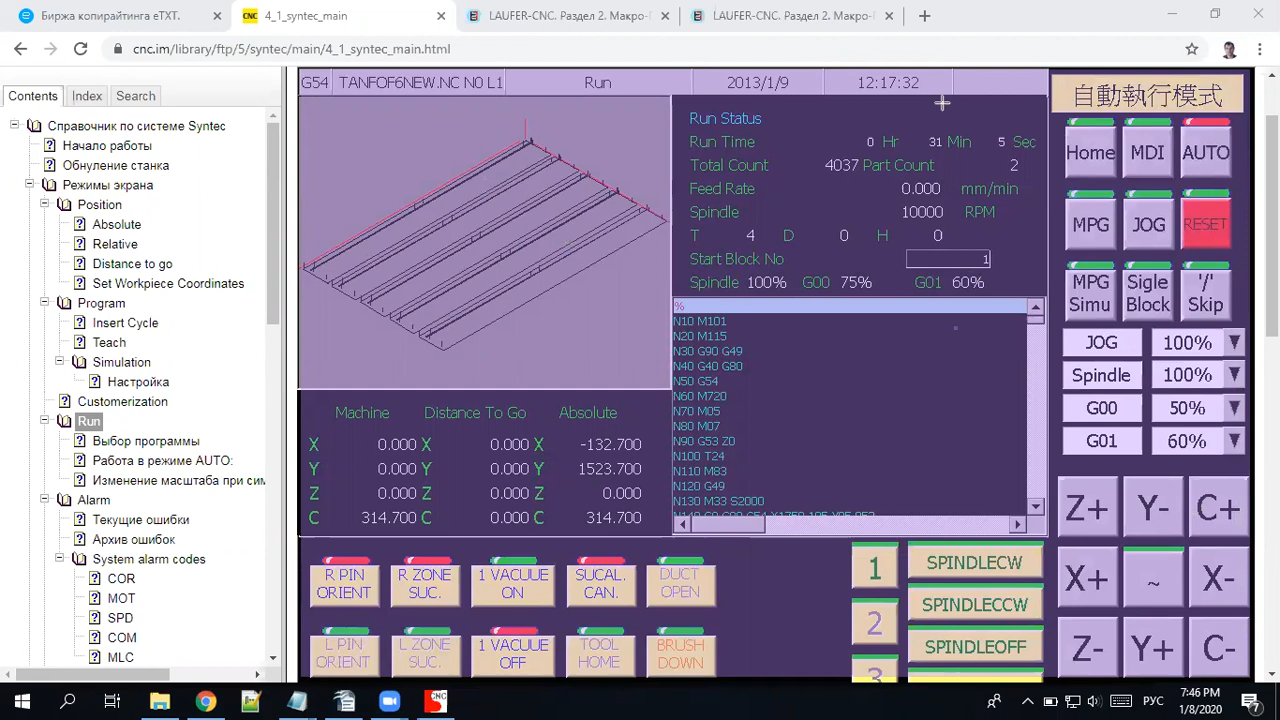 Биржа копирайтинга eTXT.
4_1_syntec_main
LAUFER-CNC. Раздел 2. Макро-П
LAUFER-CNC. Раздел 2. Макро-П
cnc.im/library/ftp/5/syntec/main/4_1_syntec_main.html
Contents
Index
Search
Справочник по системе Syntec
Начало работы
Обнуление станка
Режимы экрана
Position
Absolute
Relative
Distance to go
Set Workpiece Coordinates
Program
Insert Cycle
Teach
Simulation
Настройка
Customerization
Run
Выбор программы
Работа в режиме AUTO:
Изменение масштаба при сим
Alarm
Текущие ошибки
Архив ошибок
System alarm codes
COR
MOT
SPD
COM
MLC
G54 TANFOF6NEW.NC N0 L1 Run 2013/1/9 12:17:32
Run Status
Run Time 0 Hr 31 Min 5 Sec
Total Count 4037 Part Count 2
Feed Rate 0.000 mm/min
Spindle 10000 RPM
T 4 D 0 H 0
Start Block No 1
Spindle 100% G00 75% G01 60%
%
N10 M101
N20 M115
N30 G90 G49
N40 G40 G80
N50 G54
N60 M720
N70 M05
N80 M07
N90 G53 Z0
N100 T24
N110 M83
N120 G49
N130 M33 S2000
Machine Distance To Go Absolute
X 0.000 X 0.000 X -132.700
Y 0.000 Y 0.000 Y 1523.700
Z 0.000 Z 0.000 Z 0.000
C 314.700 C 0.000 C 314.700
R PIN ORIENT
R ZONE SUC.
1 VACUUE ON
SUCAL. CAN.
DUCT OPEN
L PIN ORIENT
L ZONE SUC.
1 VACUUE OFF
TOOL HOME
BRUSH DOWN
1
2
3
SPINDLECW
SPINDLECCW
SPINDLEOFF
自動執行模式
Home MDI AUTO
MPG JOG RESET
MPG Simu
Sigle Block
'/' Skip
JOG 100%
Spindle 100%
G00 50%
G01 60%
Z+ Y- C+
X+ ~ X-
Z- Y+ C-
CNC
РУС
7:46 PM
1/8/2020
7